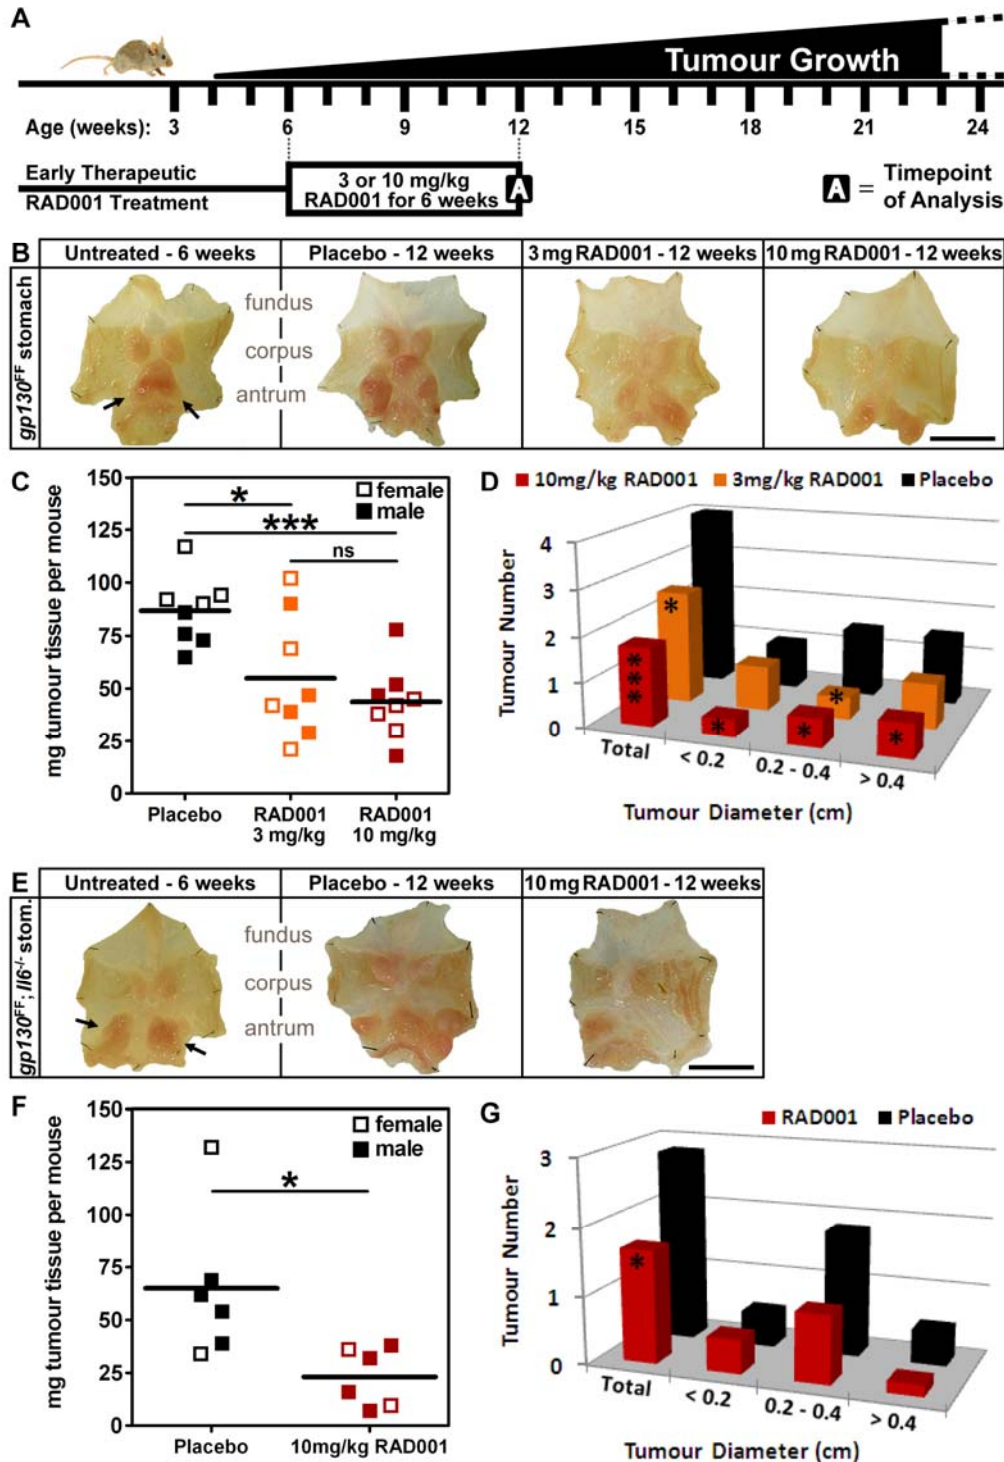 A
Tumour Growth
Age (weeks): 3 6 9 12 15 18 21 24
Early Therapeutic
RAD001 Treatment
3 or 10 mg/kg
RAD001 for 6 weeks
A
A = Timepoint
of Analysis
B
Untreated - 6 weeks
Placebo - 12 weeks
3mg RAD001 - 12 weeks
10mg RAD001 - 12 weeks
gp130FF stomach
fundus
corpus
antrum
C
150
125
100
75
50
25
0
mg tumour tissue per mouse
female
male
*
***
ns
Placebo
RAD001
3 mg/kg
RAD001
10 mg/kg
D
10mg/kg RAD001
3mg/kg RAD001
Placebo
4
3
2
1
0
Tumour Number
*
***
*
*
*
*
Total
< 0.2
0.2 - 0.4
> 0.4
Tumour Diameter (cm)
E
Untreated - 6 weeks
Placebo - 12 weeks
10mg RAD001 - 12 weeks
gp130FF; Il6-/- stom.
fundus
corpus
antrum
F
150
125
100
75
50
25
0
mg tumour tissue per mouse
female
male
*
Placebo
10mg/kg RAD001
G
RAD001
Placebo
3
2
1
0
Tumour Number
*
Total
< 0.2
0.2 - 0.4
> 0.4
Tumour Diameter (cm)